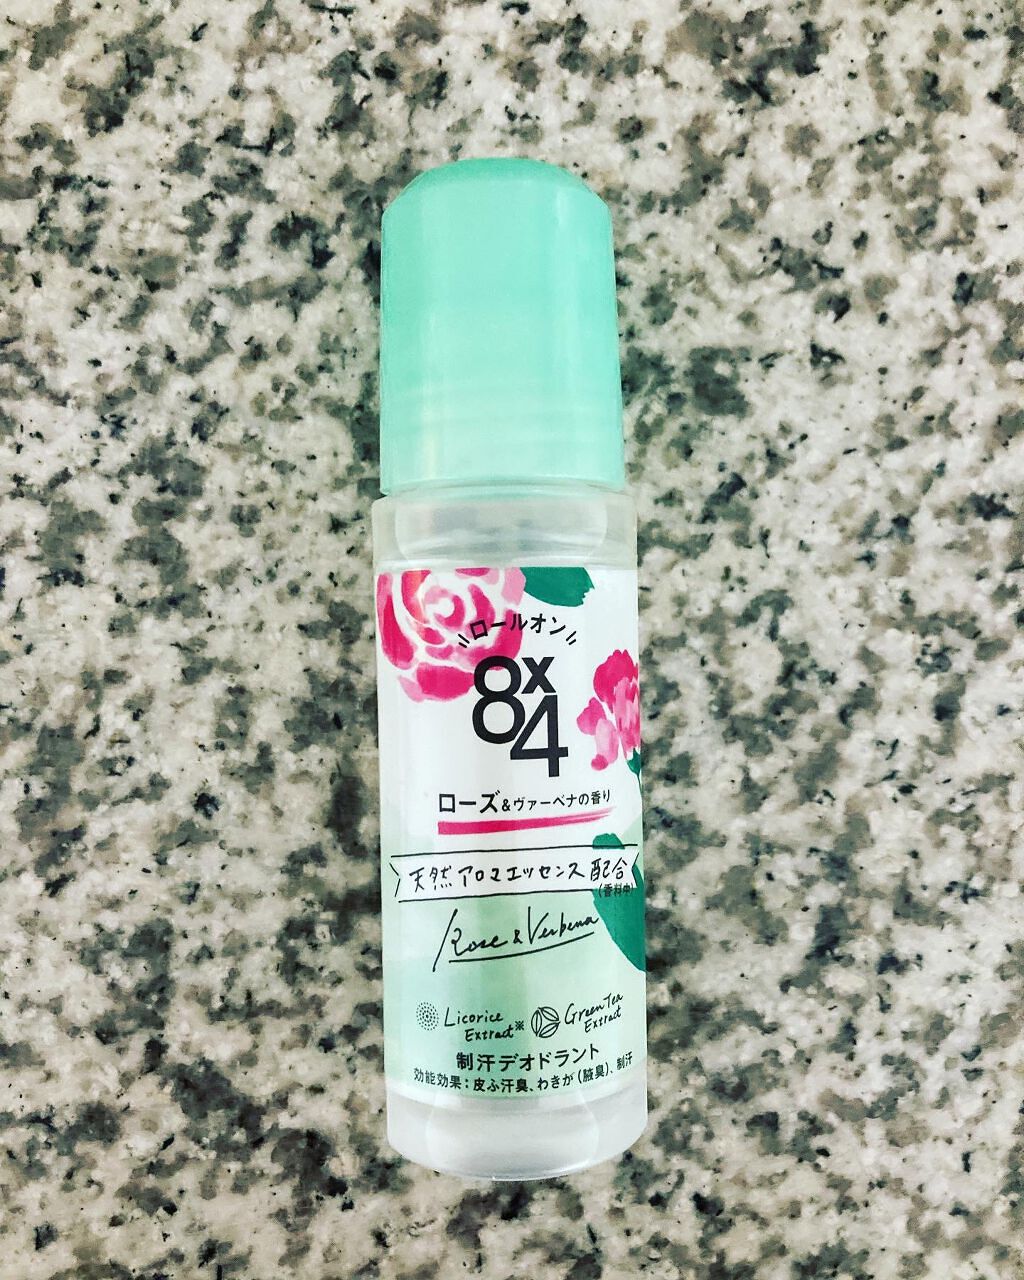 ロールオン
8x4
ローズ&ヴァーベナの香り
天然アロマエッセンス配合
(香料中)
Rose & Verbena
Licorice Extract※
Green Tea Extract
制汗デオドラント
効能効果:皮ふ汗臭、わきが(腋臭)、制汗